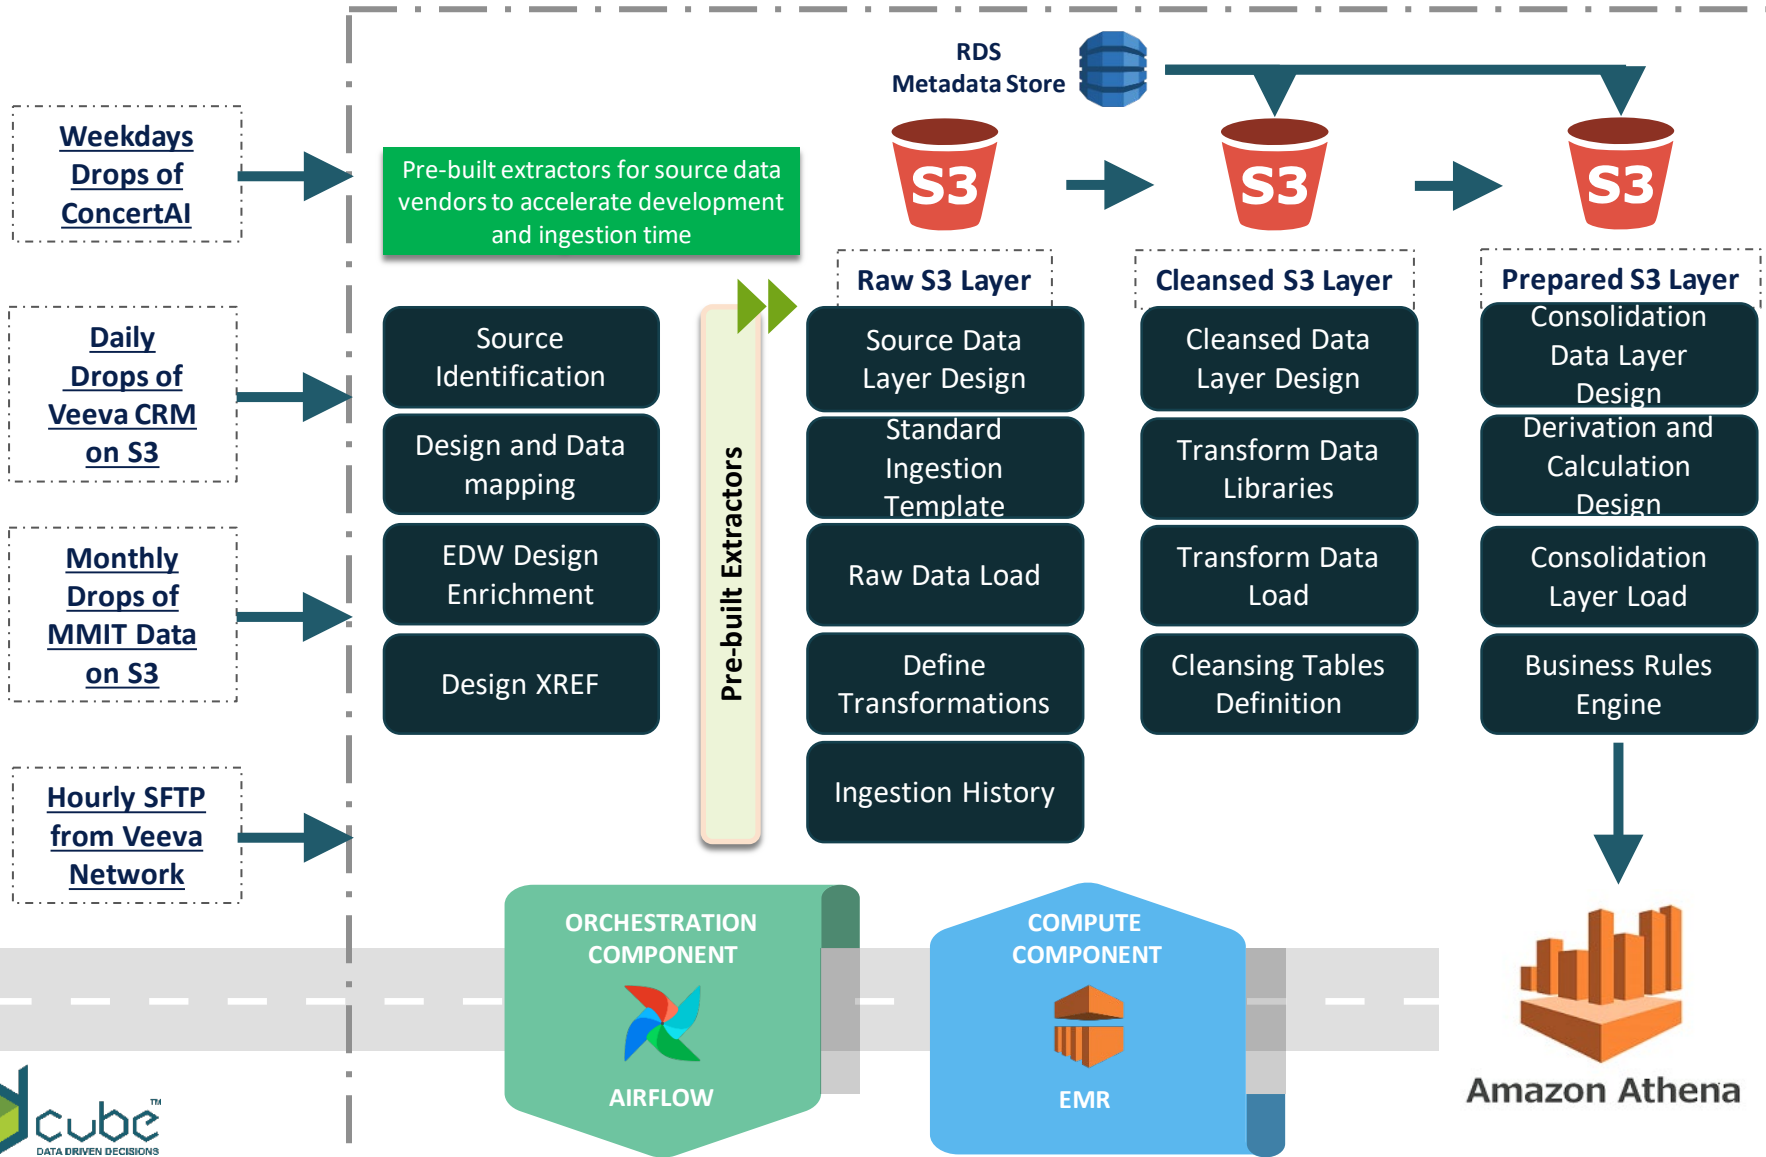 RDS
Metadata Store
Weekdays
Drops of
ConcertAI
Pre-built extractors for source data
vendors to accelerate development
and ingestion time
S3
S3
S3
Raw S3 Layer
Cleansed S3 Layer
Prepared S3 Layer
Daily
Drops of
Veeva CRM
on S3
Monthly
Drops of
MMIT Data
on S3
Hourly SFTP
from Veeva
Network
Source
Identification
Design and Data
mapping
EDW Design
Enrichment
Design XREF
Pre-built Extractors
Source Data
Layer Design
Standard
Ingestion
Template
Raw Data Load
Define
Transformations
Ingestion History
Cleansed Data
Layer Design
Transform Data
Libraries
Transform Data
Load
Cleansing Tables
Definition
Consolidation
Data Layer
Design
Derivation and
Calculation
Design
Consolidation
Layer Load
Business Rules
Engine
ORCHESTRATION
COMPONENT
AIRFLOW
COMPUTE
COMPONENT
EMR
Amazon Athena
dcube™
DATA DRIVEN DECISIONS